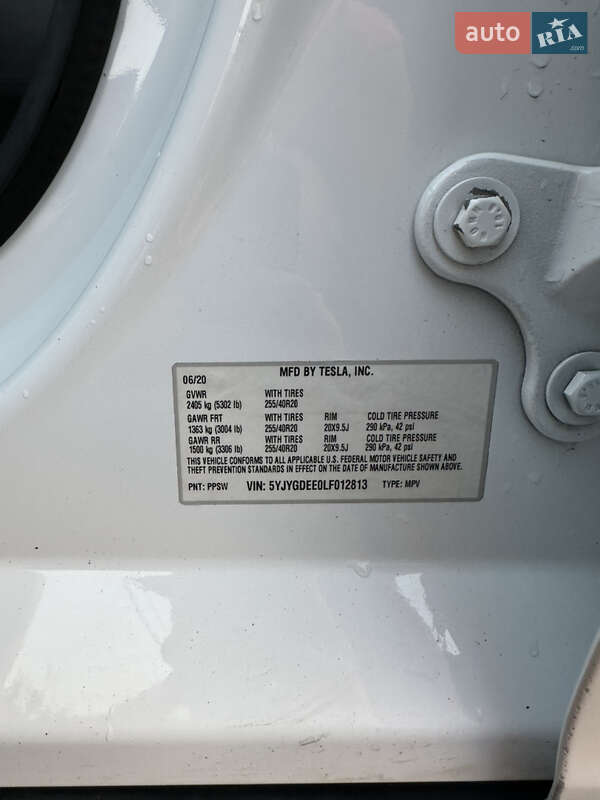 auto RIA
.com
06/20 MFD BY TESLA, INC.
GVWR WITH TIRES
2405 kg (5302 lb) 255/40R20
GAWR FRT WITH TIRES RIM COLD TIRE PRESSURE
1363 kg (3004 lb) 255/40R20 20X9.5J 290 kPa, 42 psi
GAWR RR WITH TIRES RIM COLD TIRE PRESSURE
1500 kg (3306 lb) 255/40R20 20X9.5J 290 kPa, 42 psi
THIS VEHICLE CONFORMS TO ALL APPLICABLE U.S. FEDERAL MOTOR VEHICLE SAFETY AND
THEFT PREVENTION STANDARDS IN EFFECT ON THE DATE OF MANUFACTURE SHOWN ABOVE.
PNT: PPSW VIN: 5YJYGDEE0LF012813 TYPE: MPV